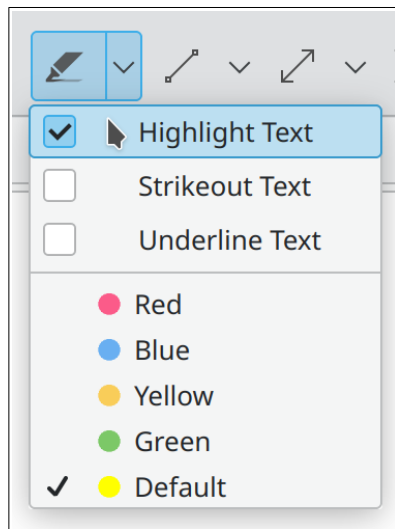 Highlight Text
Strikeout Text
Underline Text
Red
Blue
Yellow
Green
Default